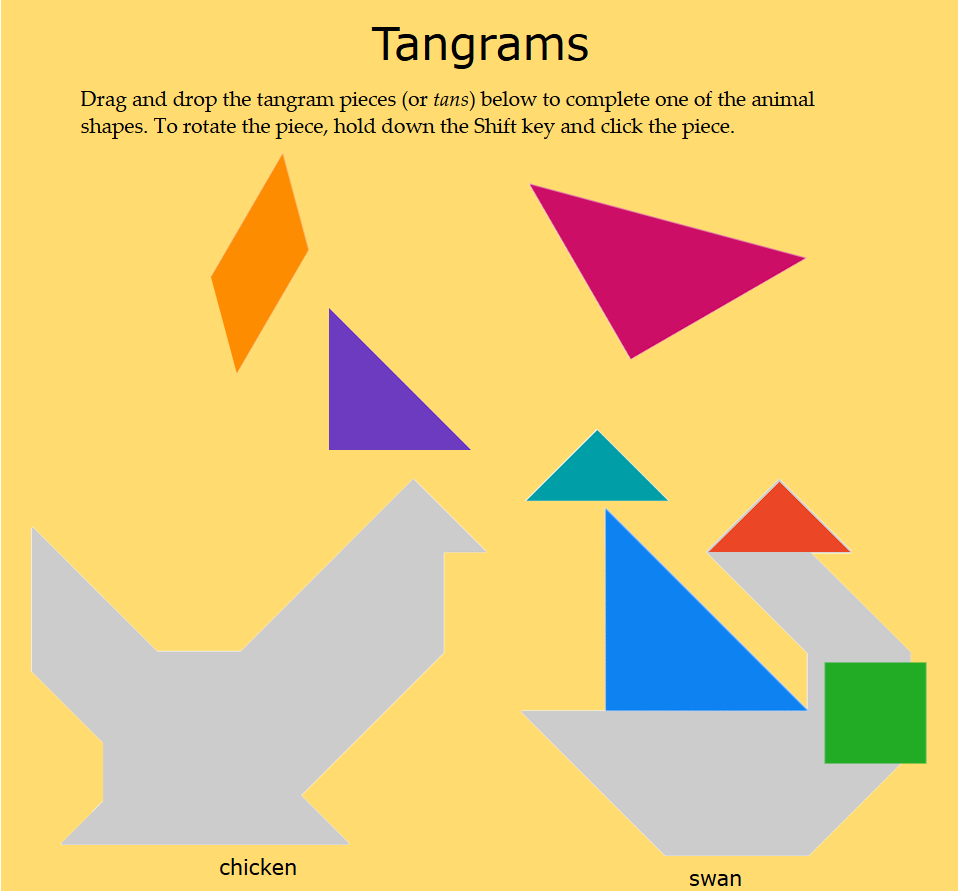 Tangrams
Drag and drop the tangram pieces (or tans) below to complete one of the animal
shapes. To rotate the piece, hold down the Shift key and click the piece.
chicken
swan